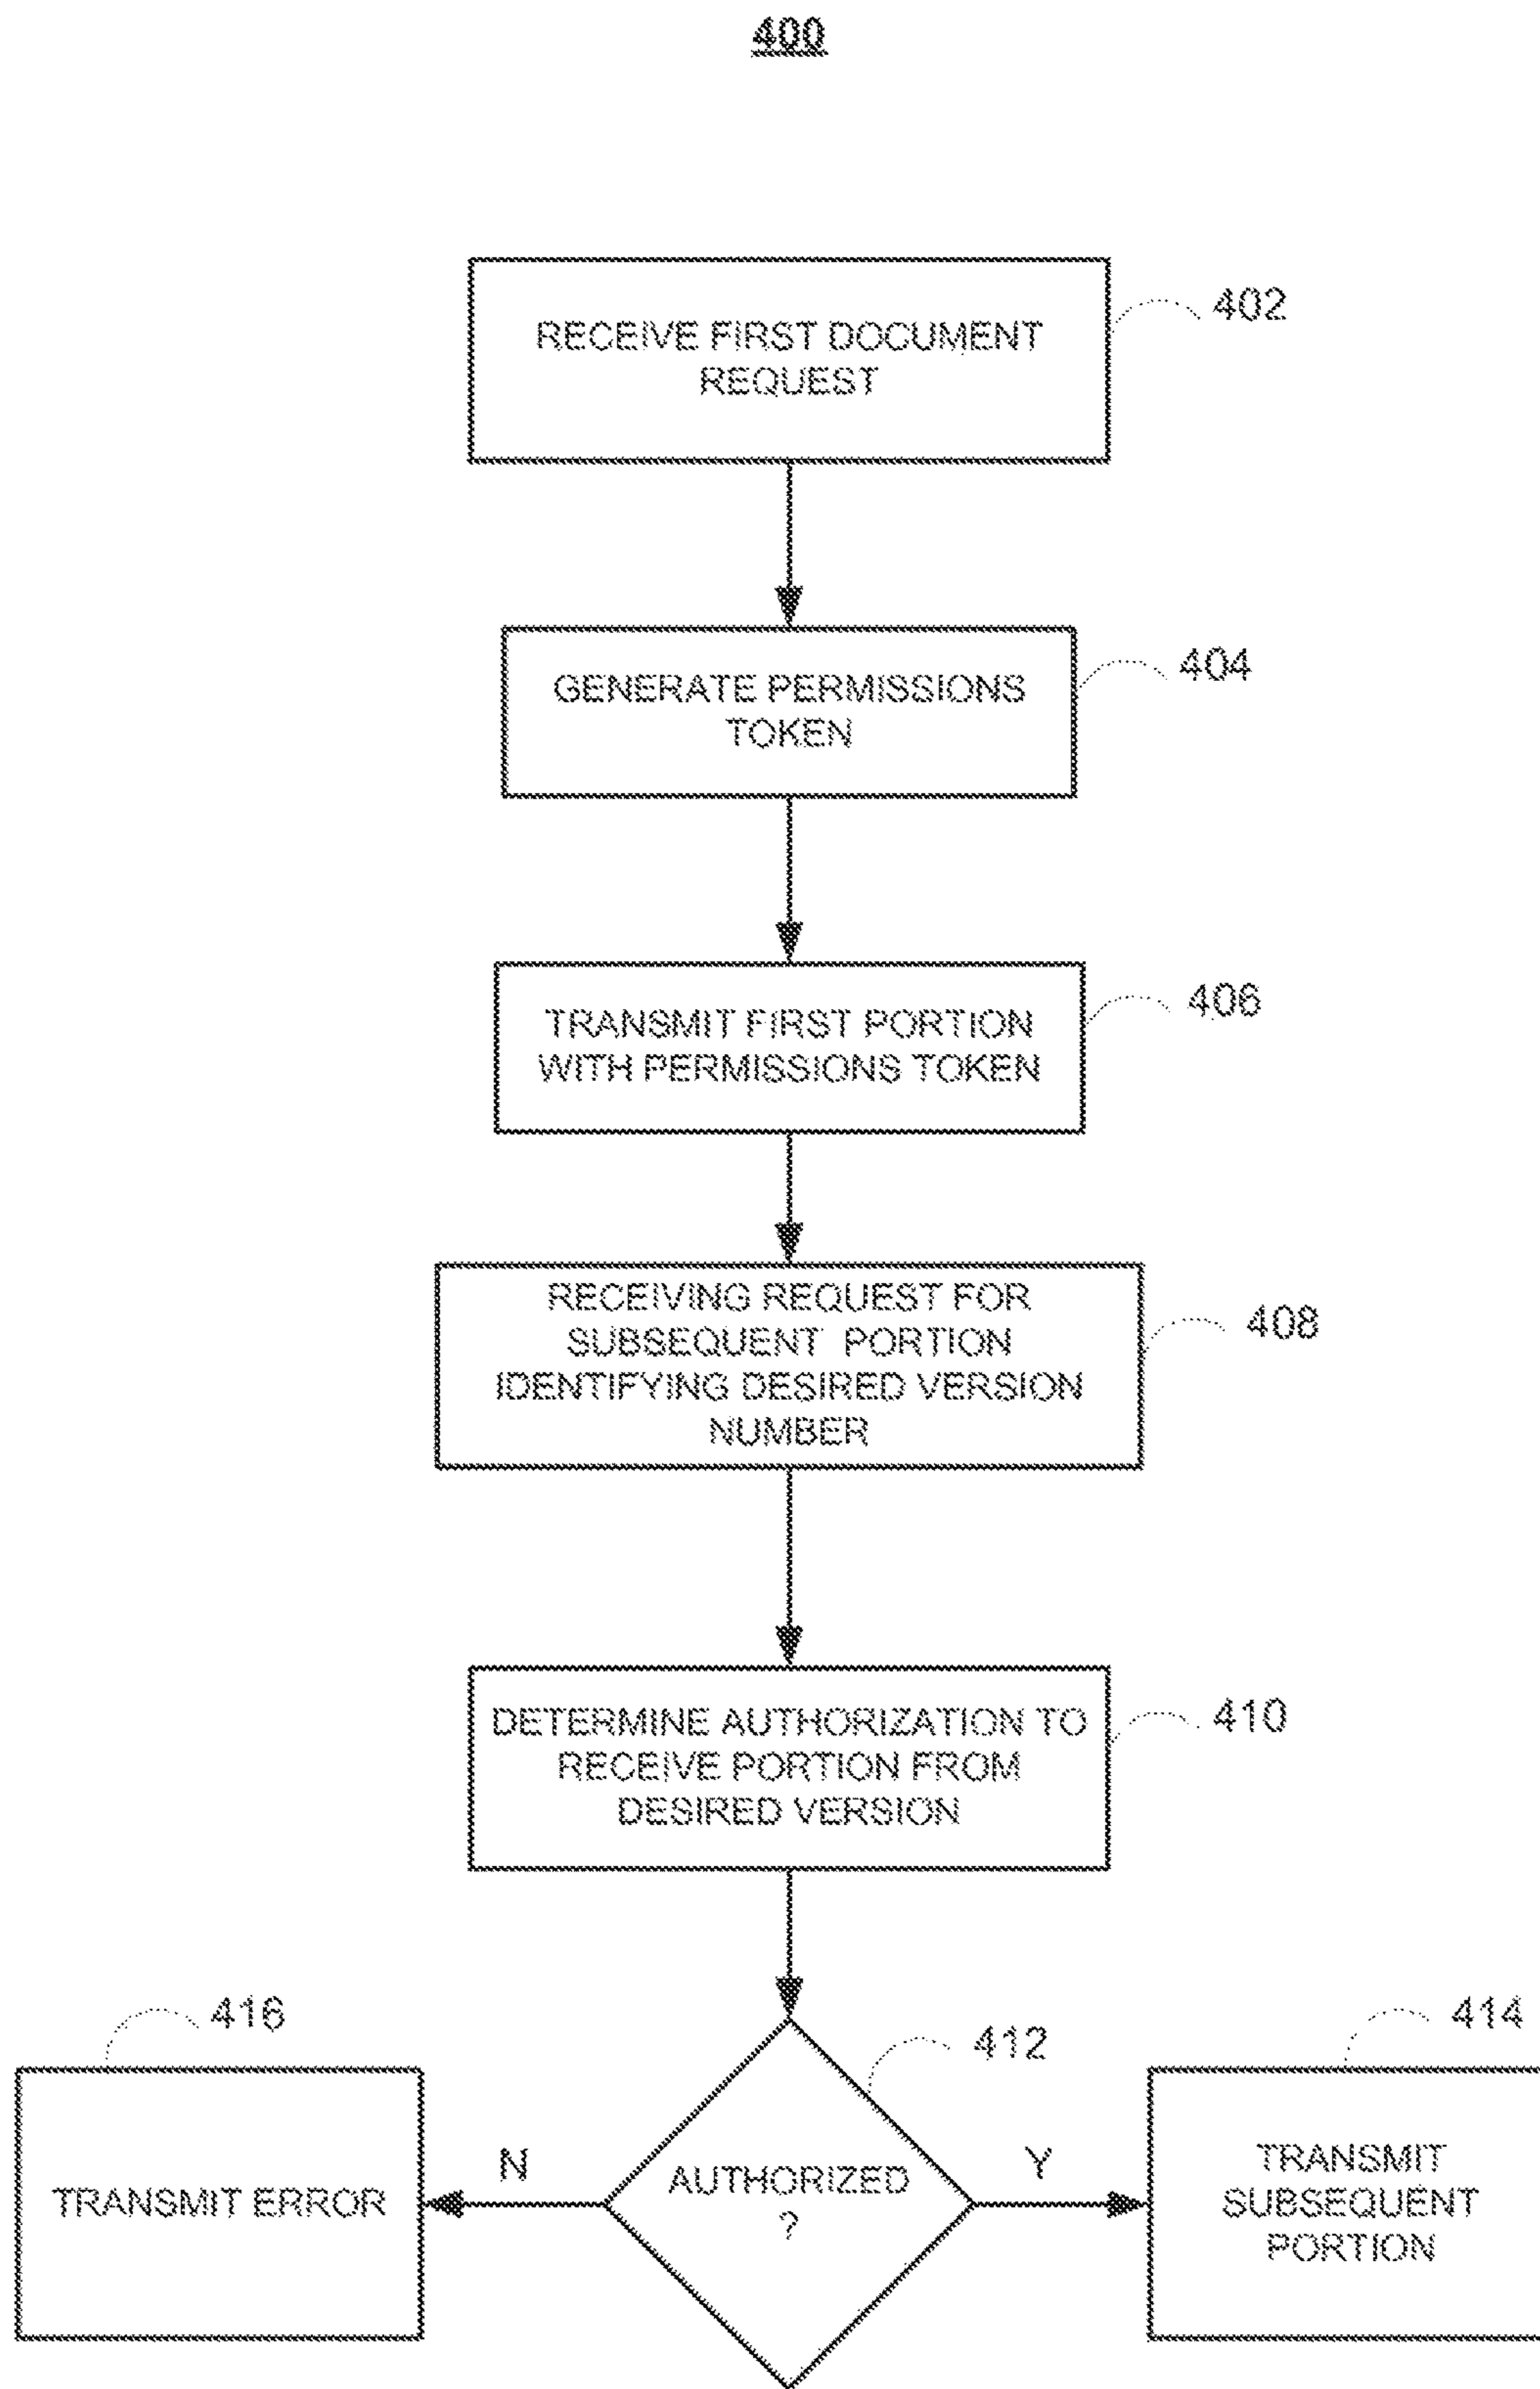 400
RECEIVE FIRST DOCUMENT
REQUEST
402
GENERATE PERMISSIONS
TOKEN
404
TRANSMIT FIRST PORTION
WITH PERMISSIONS TOKEN
406
RECEIVING REQUEST FOR
SUBSEQUENT PORTION
IDENTIFYING DESIRED VERSION
NUMBER
408
DETERMINE AUTHORIZATION TO
RECEIVE PORTION FROM
DESIRED VERSION
410
416
412
414
TRANSMIT ERROR
N
AUTHORIZED
?
Y
TRANSMIT
SUBSEQUENT
PORTION